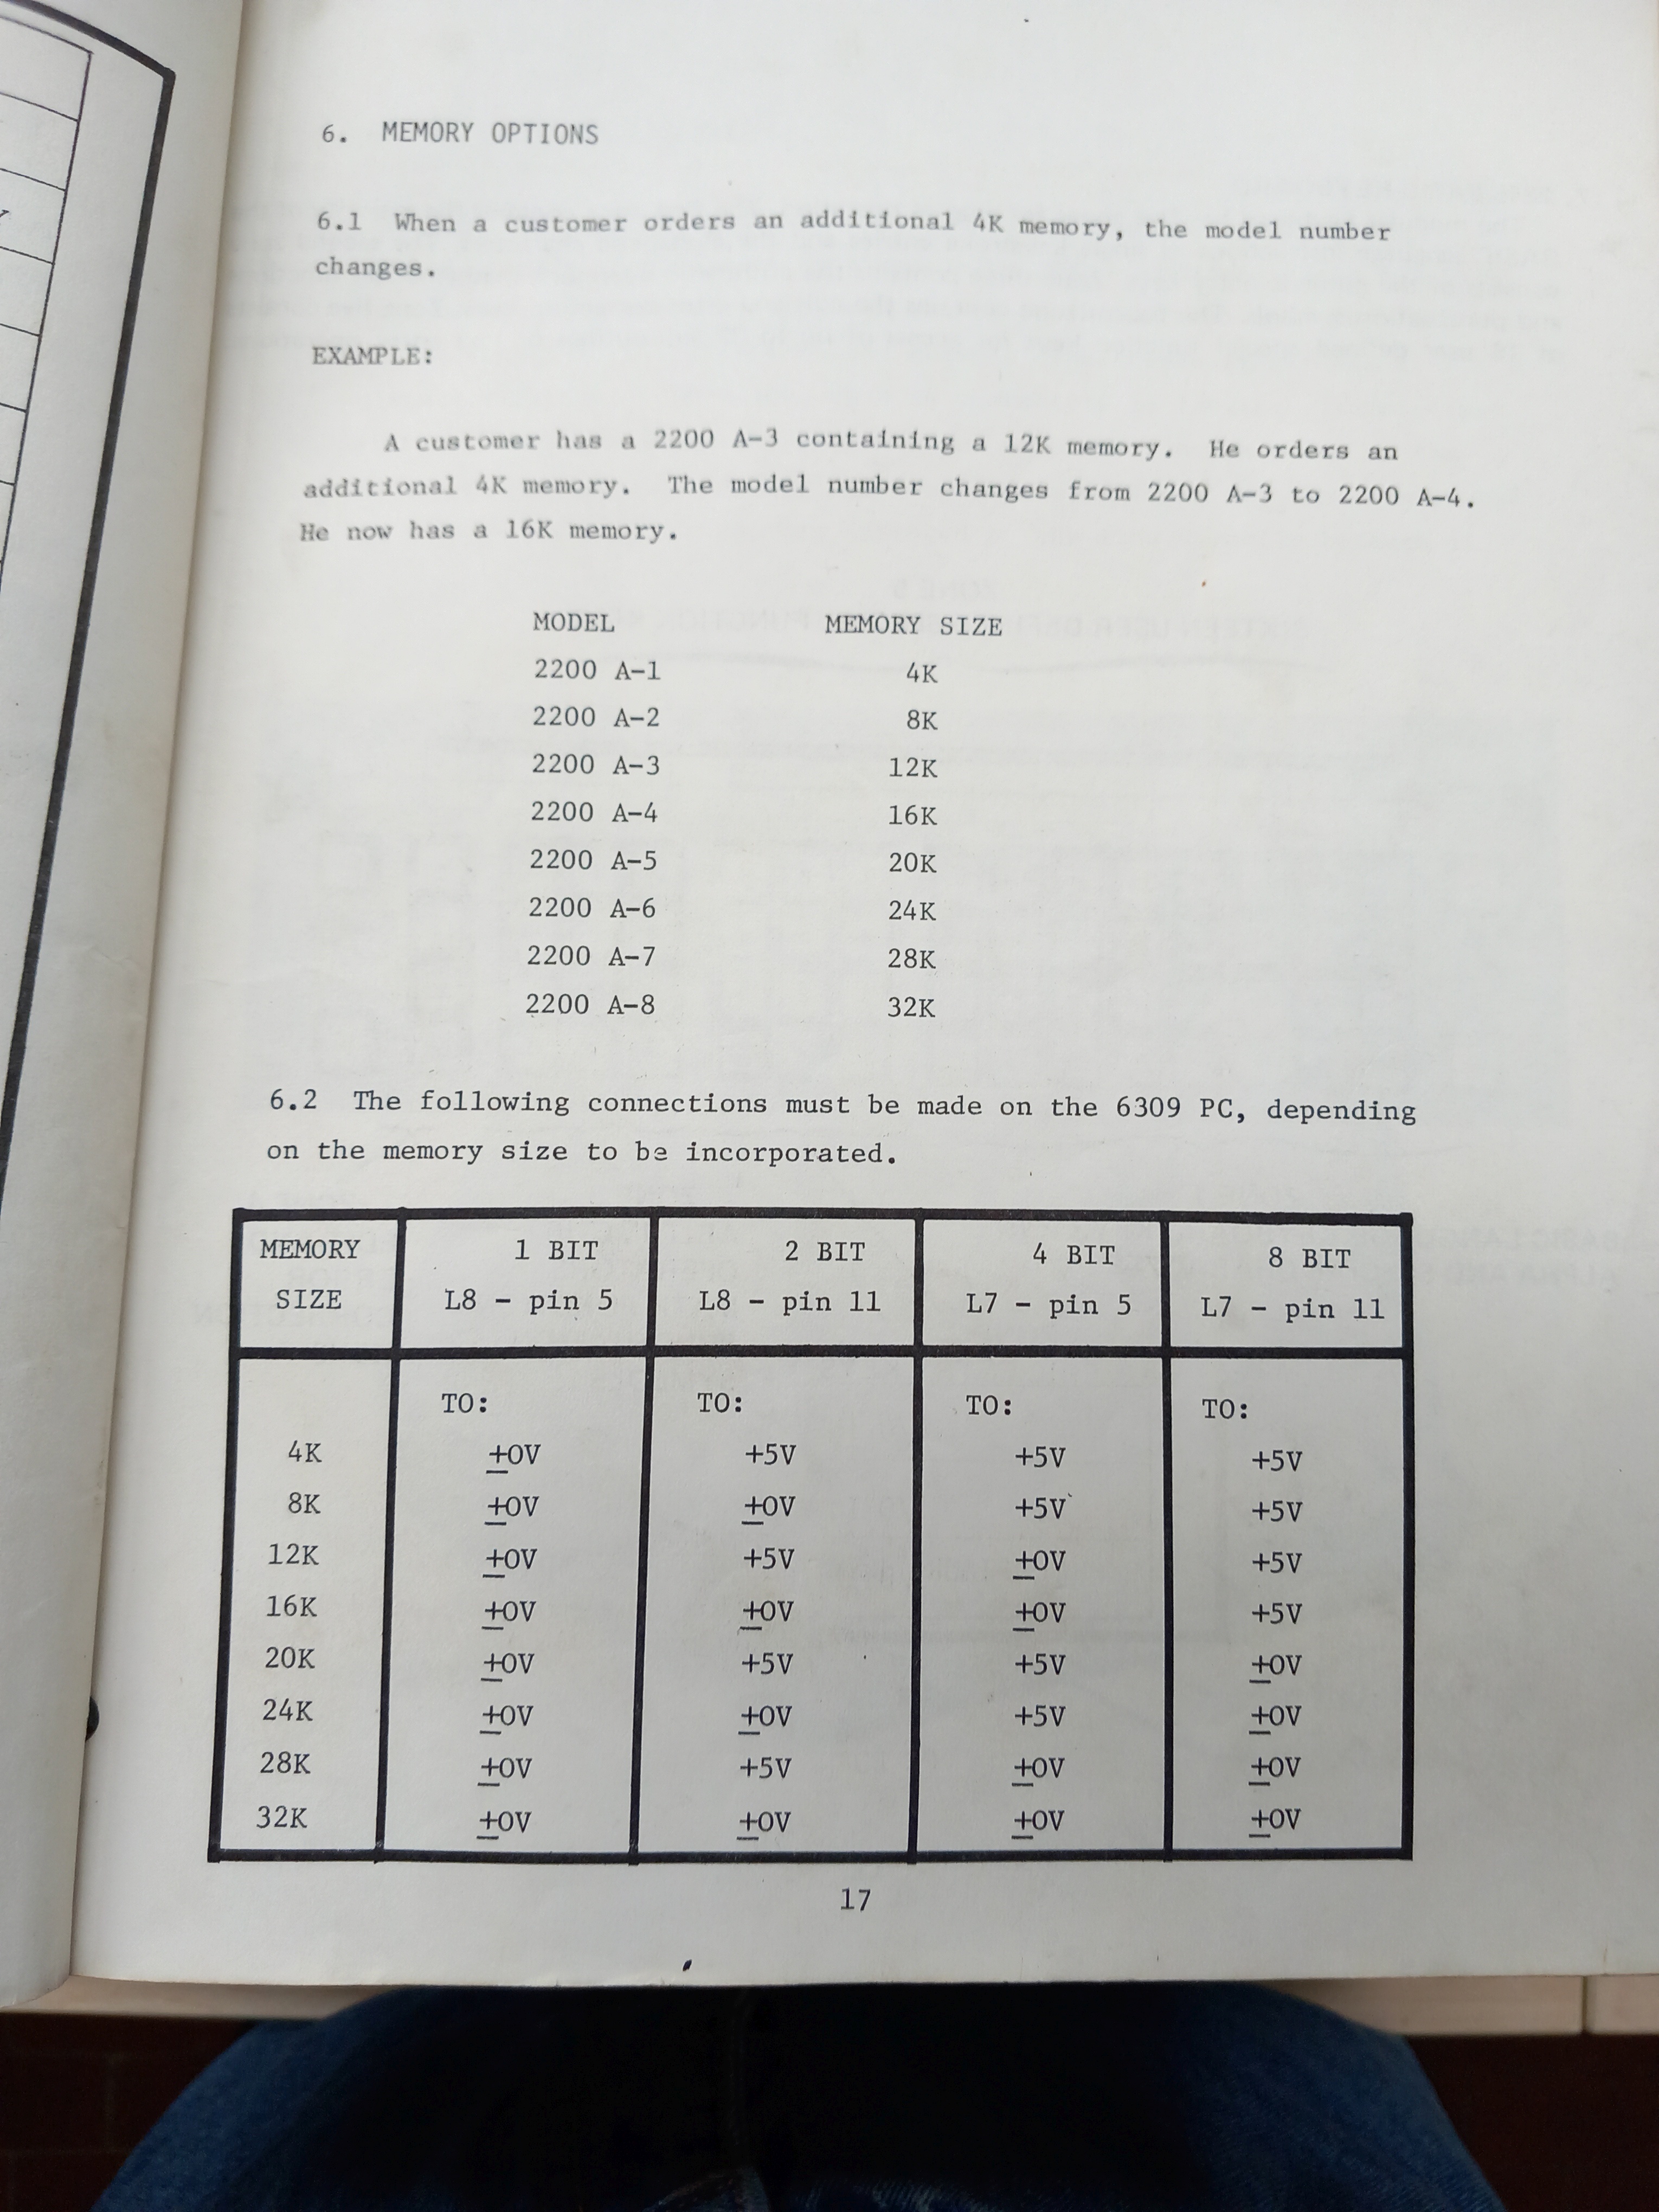 6. MEMORY OPTIONS
6.1 When a customer orders an additional 4K memory, the model number
changes.
EXAMPLE:
A customer has a 2200 A-3 containing a 12K memory. He orders an
additional 4K memory. The model number changes from 2200 A-3 to 2200 A-4.
He now has a 16K memory.
MODEL MEMORY SIZE
2200 A-1 4K
2200 A-2 8K
2200 A-3 12K
2200 A-4 16K
2200 A-5 20K
2200 A-6 24K
2200 A-7 28K
2200 A-8 32K
6.2 The following connections must be made on the 6309 PC, depending
on the memory size to be incorporated.
MEMORY 1 BIT 2 BIT 4 BIT 8 BIT
SIZE L8 - pin 5 L8 - pin 11 L7 - pin 5 L7 - pin 11
TO: TO: TO: TO:
4K ±0V +5V +5V +5V
8K ±0V ±0V +5V +5V
12K ±0V +5V ±0V +5V
16K ±0V ±0V ±0V +5V
20K ±0V +5V +5V ±0V
24K ±0V ±0V +5V ±0V
28K ±0V +5V ±0V ±0V
32K ±0V ±0V ±0V ±0V
17